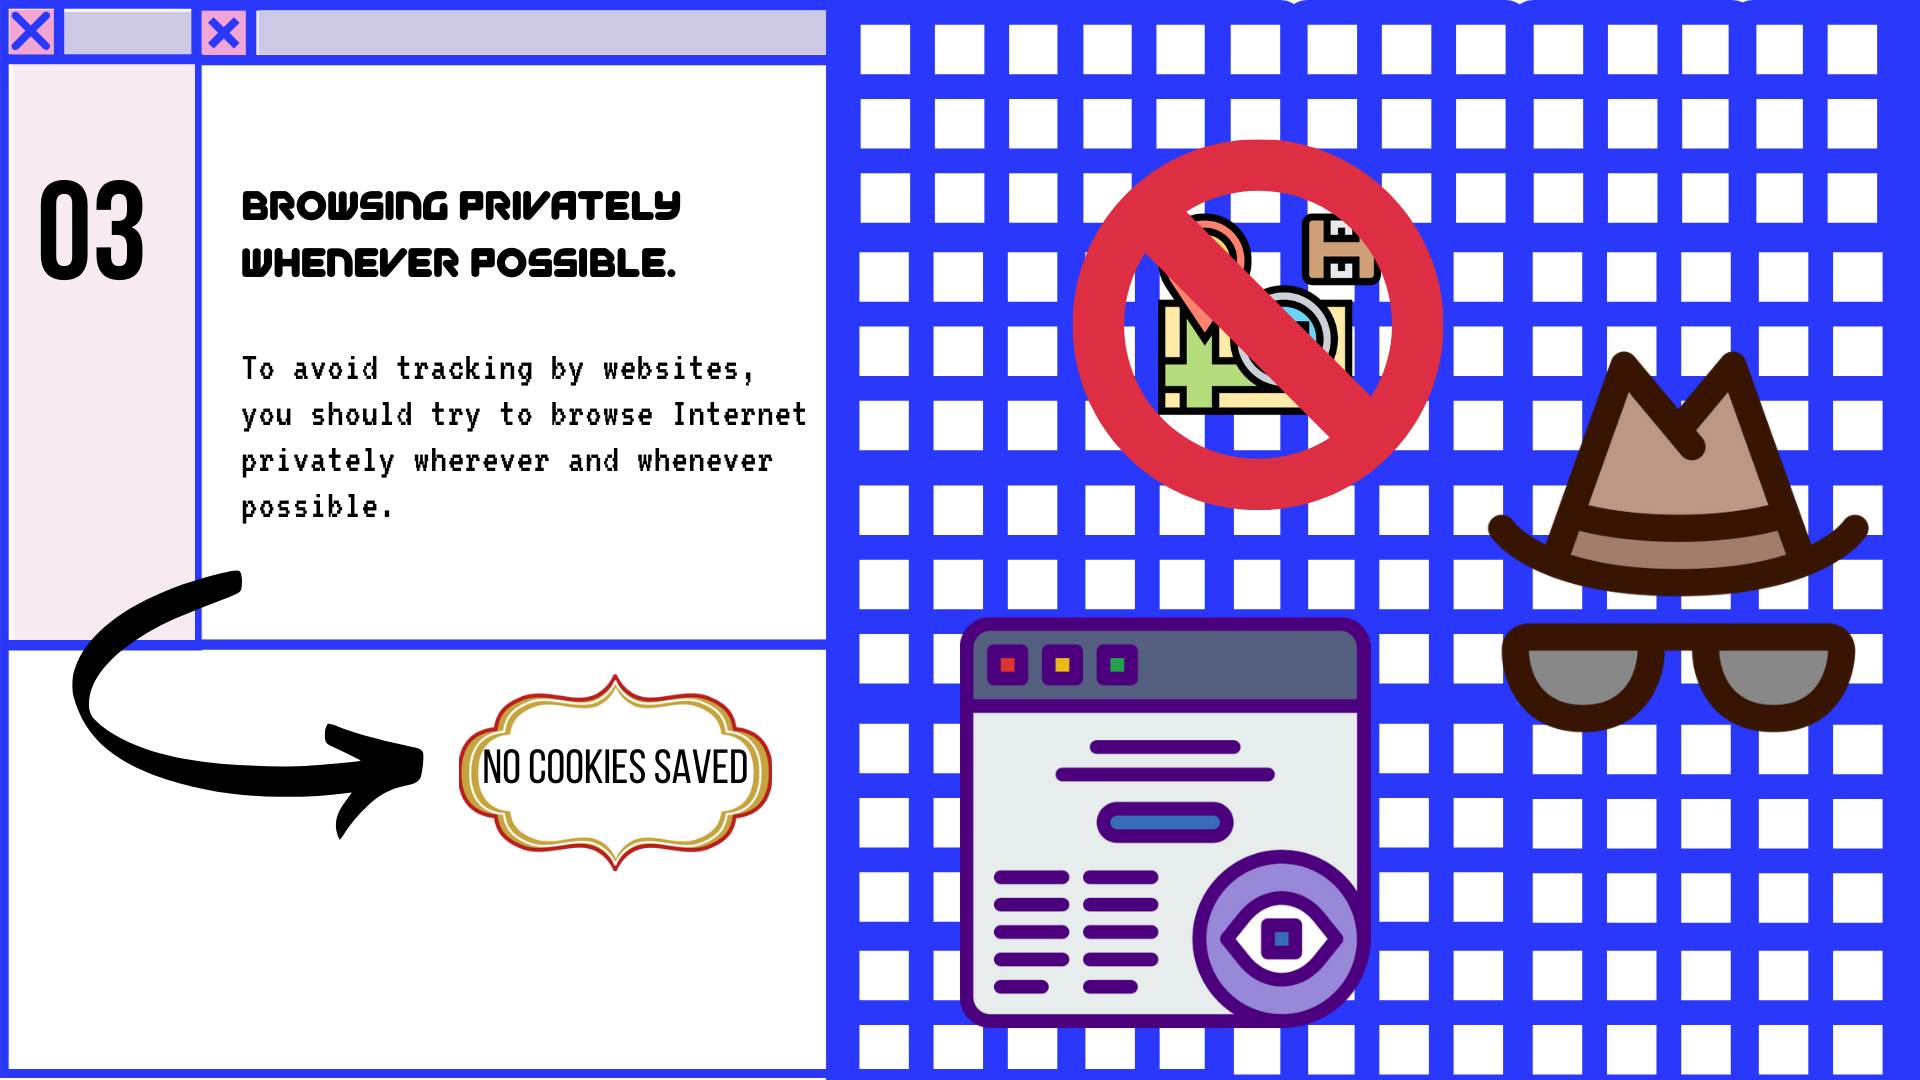 03
BROWSING PRIVATELY
WHENEVER POSSIBLE.
To avoid tracking by websites,
you should try to browse Internet
privately wherever and whenever
possible.
NO COOKIES SAVED